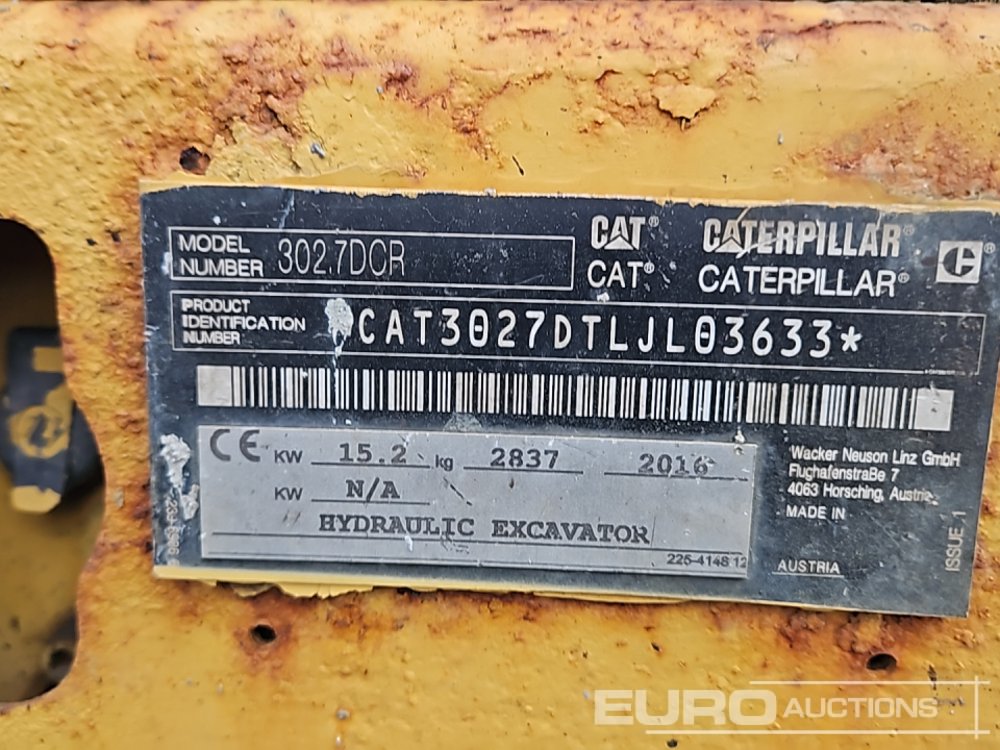 MODEL NUMBER 302.7DCR
CAT® CATERPILLAR®
CAT® CATERPILLAR®
PRODUCT IDENTIFICATION NUMBER CAT3027DTLJL03633*
CE KW 15.2 kg 2837 2016
KW N/A
HYDRAULIC EXCAVATOR
225-4148 12
Wacker Neuson Linz GmbH
Flughafenstraße 7
4063 Horsching, Austria
MADE IN
AUSTRIA
ISSUE 1
EURO AUCTIONS